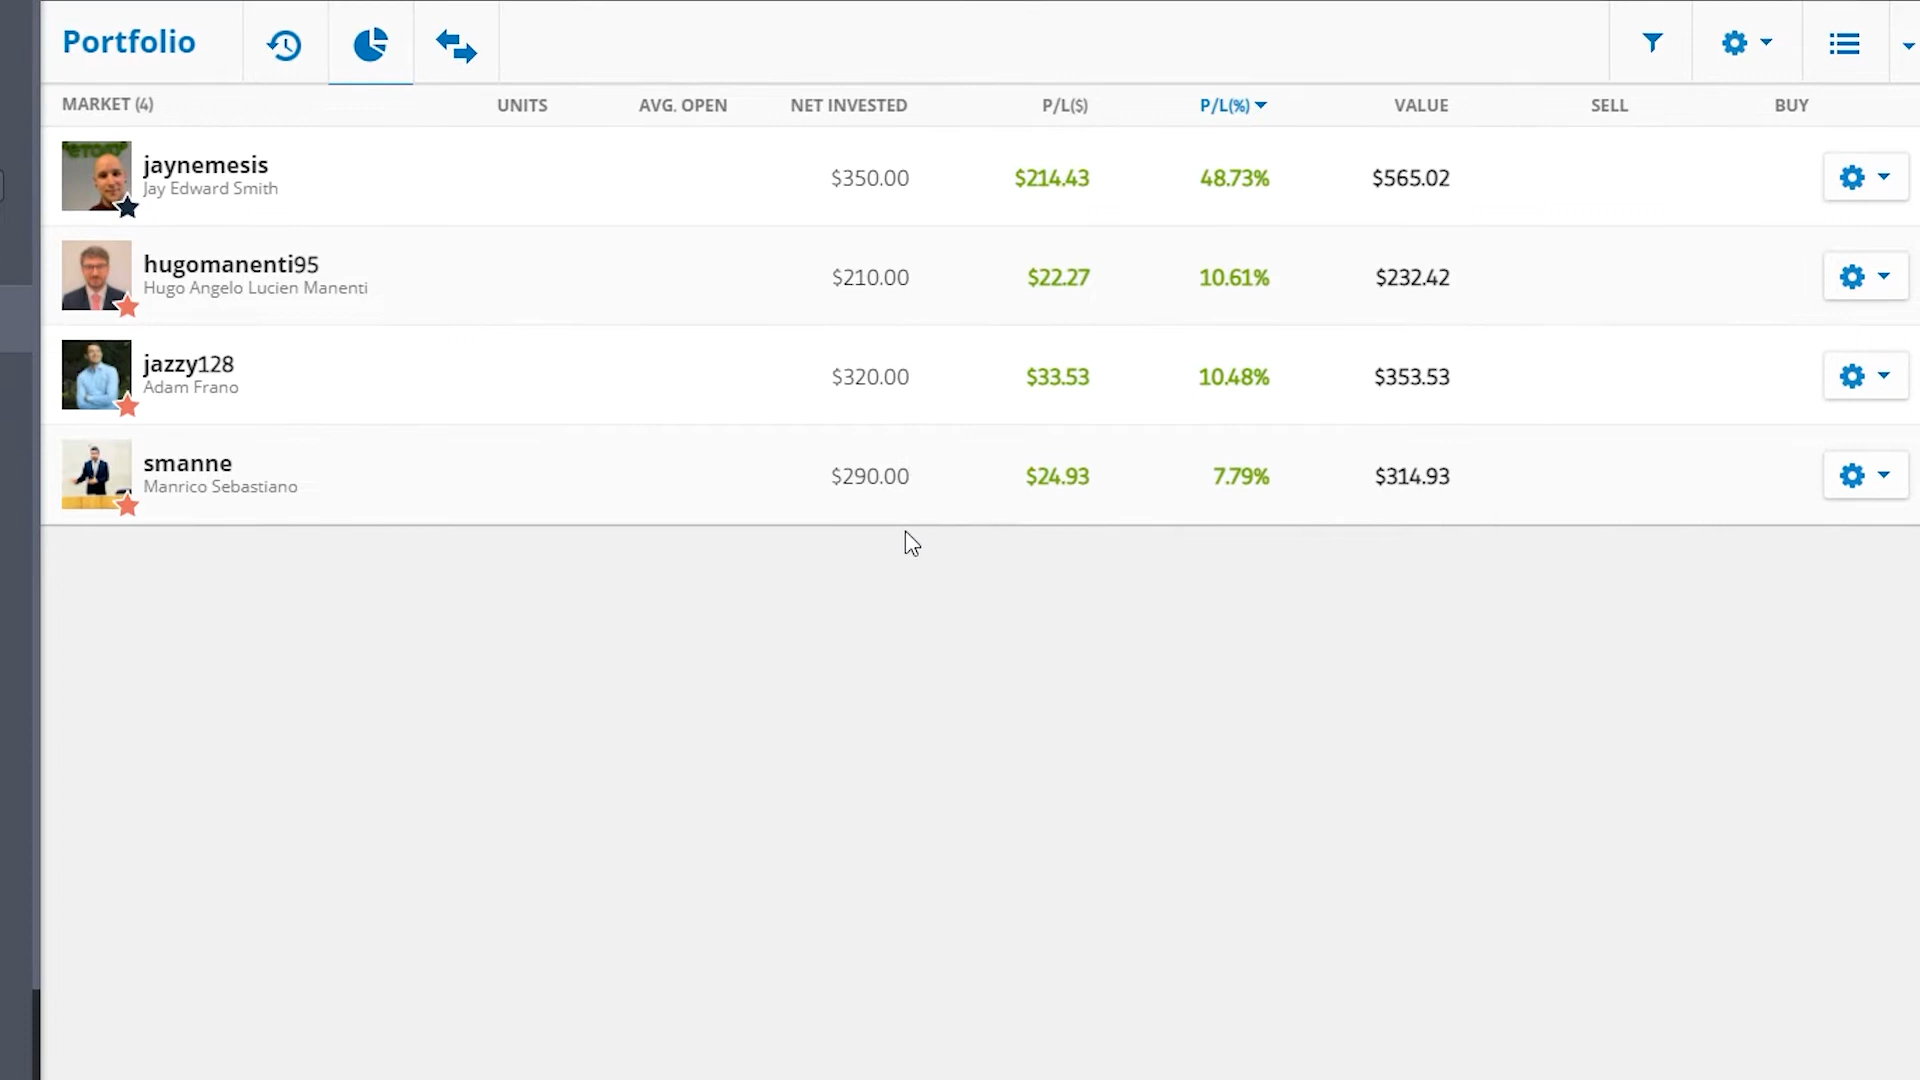 Portfolio
MARKET (4) UNITS AVG. OPEN NET INVESTED P/L($) P/L(%) VALUE SELL BUY
eTORO
jaynemesis
Jay Edward Smith
$350.00 $214.43 48.73% $565.02
hugomanenti95
Hugo Angelo Lucien Manenti
$210.00 $22.27 10.61% $232.42
jazzy128
Adam Frano
$320.00 $33.53 10.48% $353.53
smanne
Manrico Sebastiano
$290.00 $24.93 7.79% $314.93